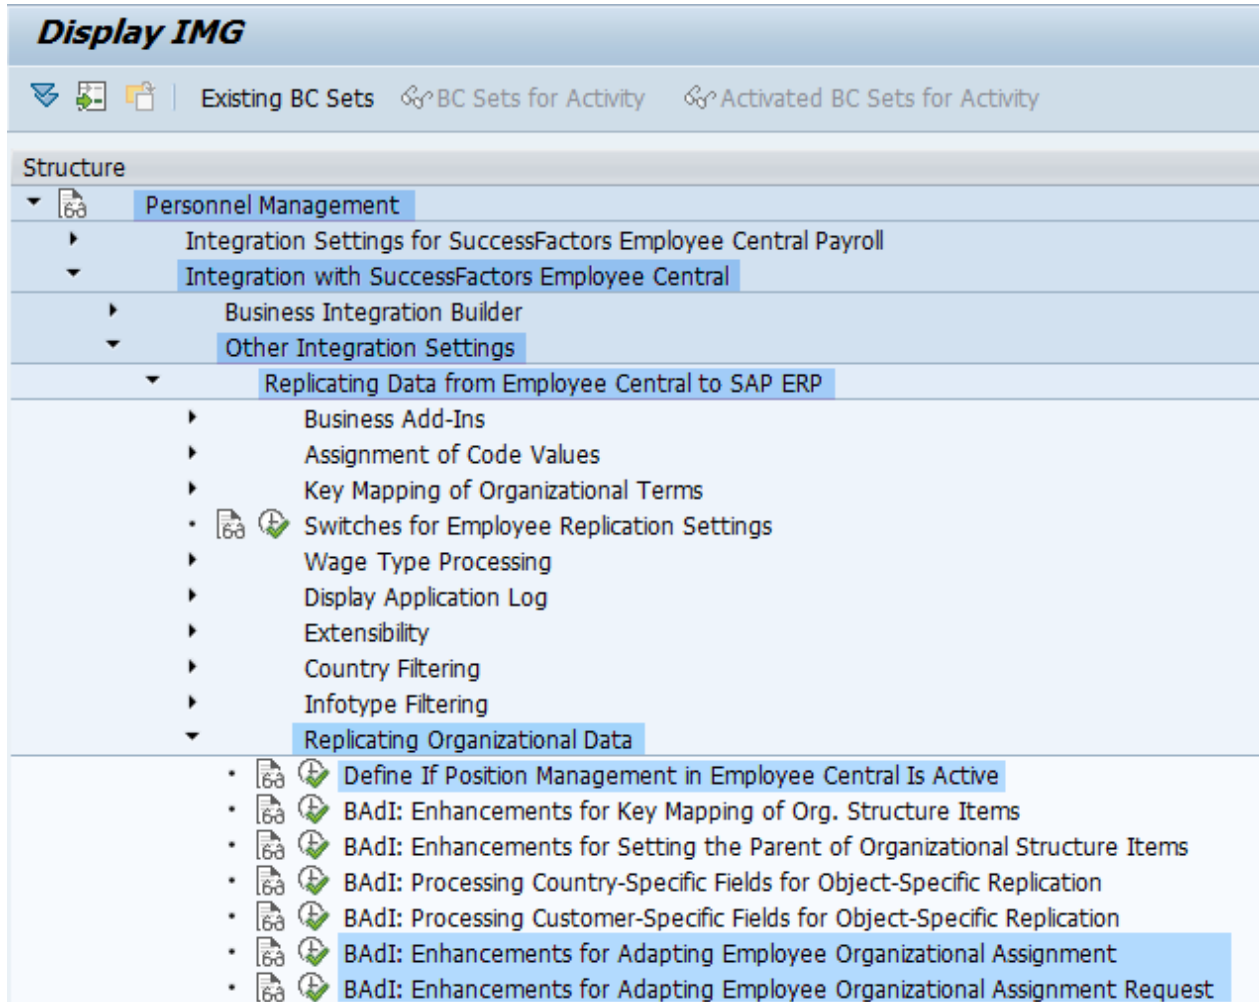 Display IMG
Existing BC Sets BC Sets for Activity Activated BC Sets for Activity
Structure
Personnel Management
Integration Settings for SuccessFactors Employee Central Payroll
Integration with SuccessFactors Employee Central
Business Integration Builder
Other Integration Settings
Replicating Data from Employee Central to SAP ERP
Business Add-Ins
Assignment of Code Values
Key Mapping of Organizational Terms
Switches for Employee Replication Settings
Wage Type Processing
Display Application Log
Extensibility
Country Filtering
Infotype Filtering
Replicating Organizational Data
Define If Position Management in Employee Central Is Active
BAdI: Enhancements for Key Mapping of Org. Structure Items
BAdI: Enhancements for Setting the Parent of Organizational Structure Items
BAdI: Processing Country-Specific Fields for Object-Specific Replication
BAdI: Processing Customer-Specific Fields for Object-Specific Replication
BAdI: Enhancements for Adapting Employee Organizational Assignment
BAdI: Enhancements for Adapting Employee Organizational Assignment Request